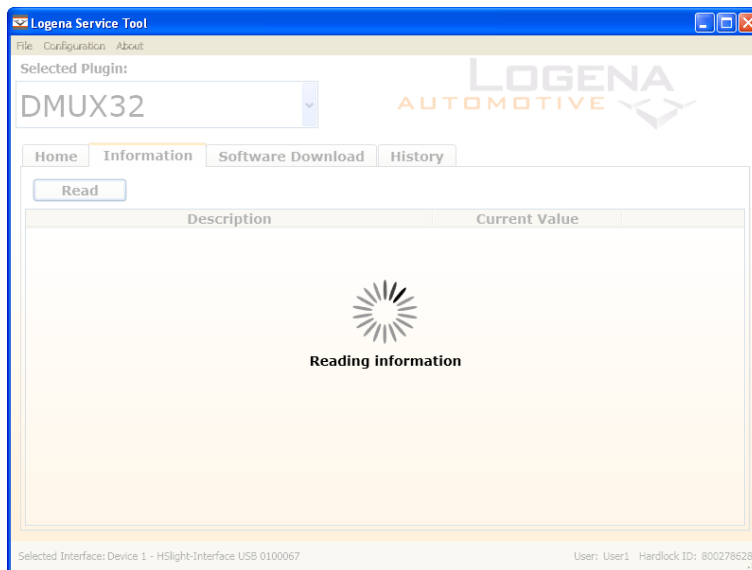 Logena Service Tool
File Configuration About
Selected Plugin:
DMUX32
LOGENA
AUTOMOTIVE
Home Information Software Download History
Read
Description Current Value
Reading information
Selected Interface: Device 1 - HSlight-Interface USB 0100067 User: User1 Hardlock ID: 800278628